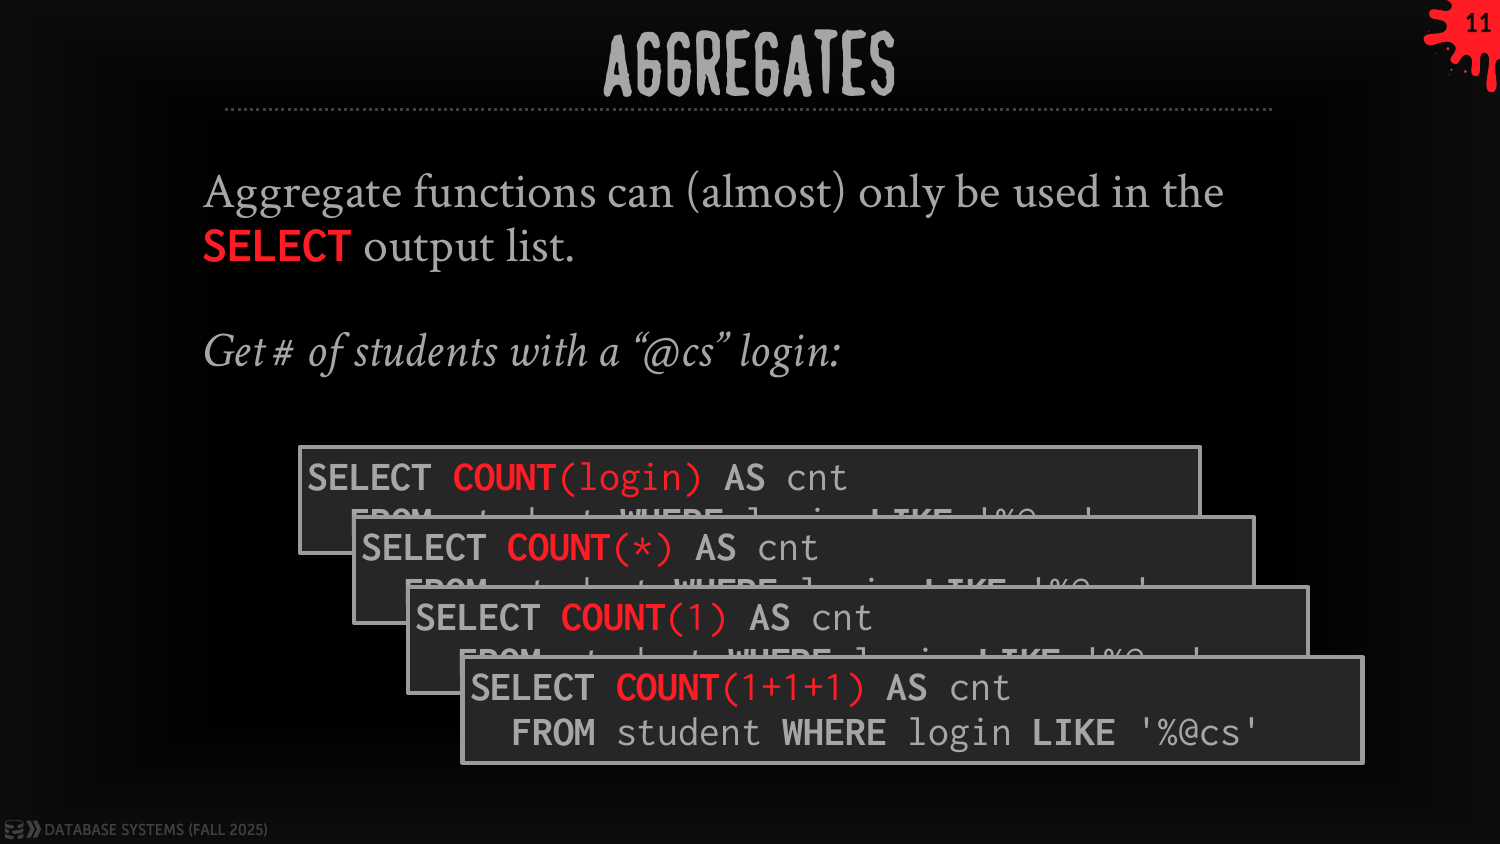 11
AGGREGATES
Aggregate functions can (almost) only be used in the
SELECT output list.
Get # of students with a “@cs” login:
SELECT COUNT(login) AS cnt
SELECT COUNT(*) AS cnt
SELECT COUNT(1) AS cnt
SELECT COUNT(1+1+1) AS cnt
FROM student WHERE login LIKE '%@cs'
DATABASE SYSTEMS (FALL 2025)